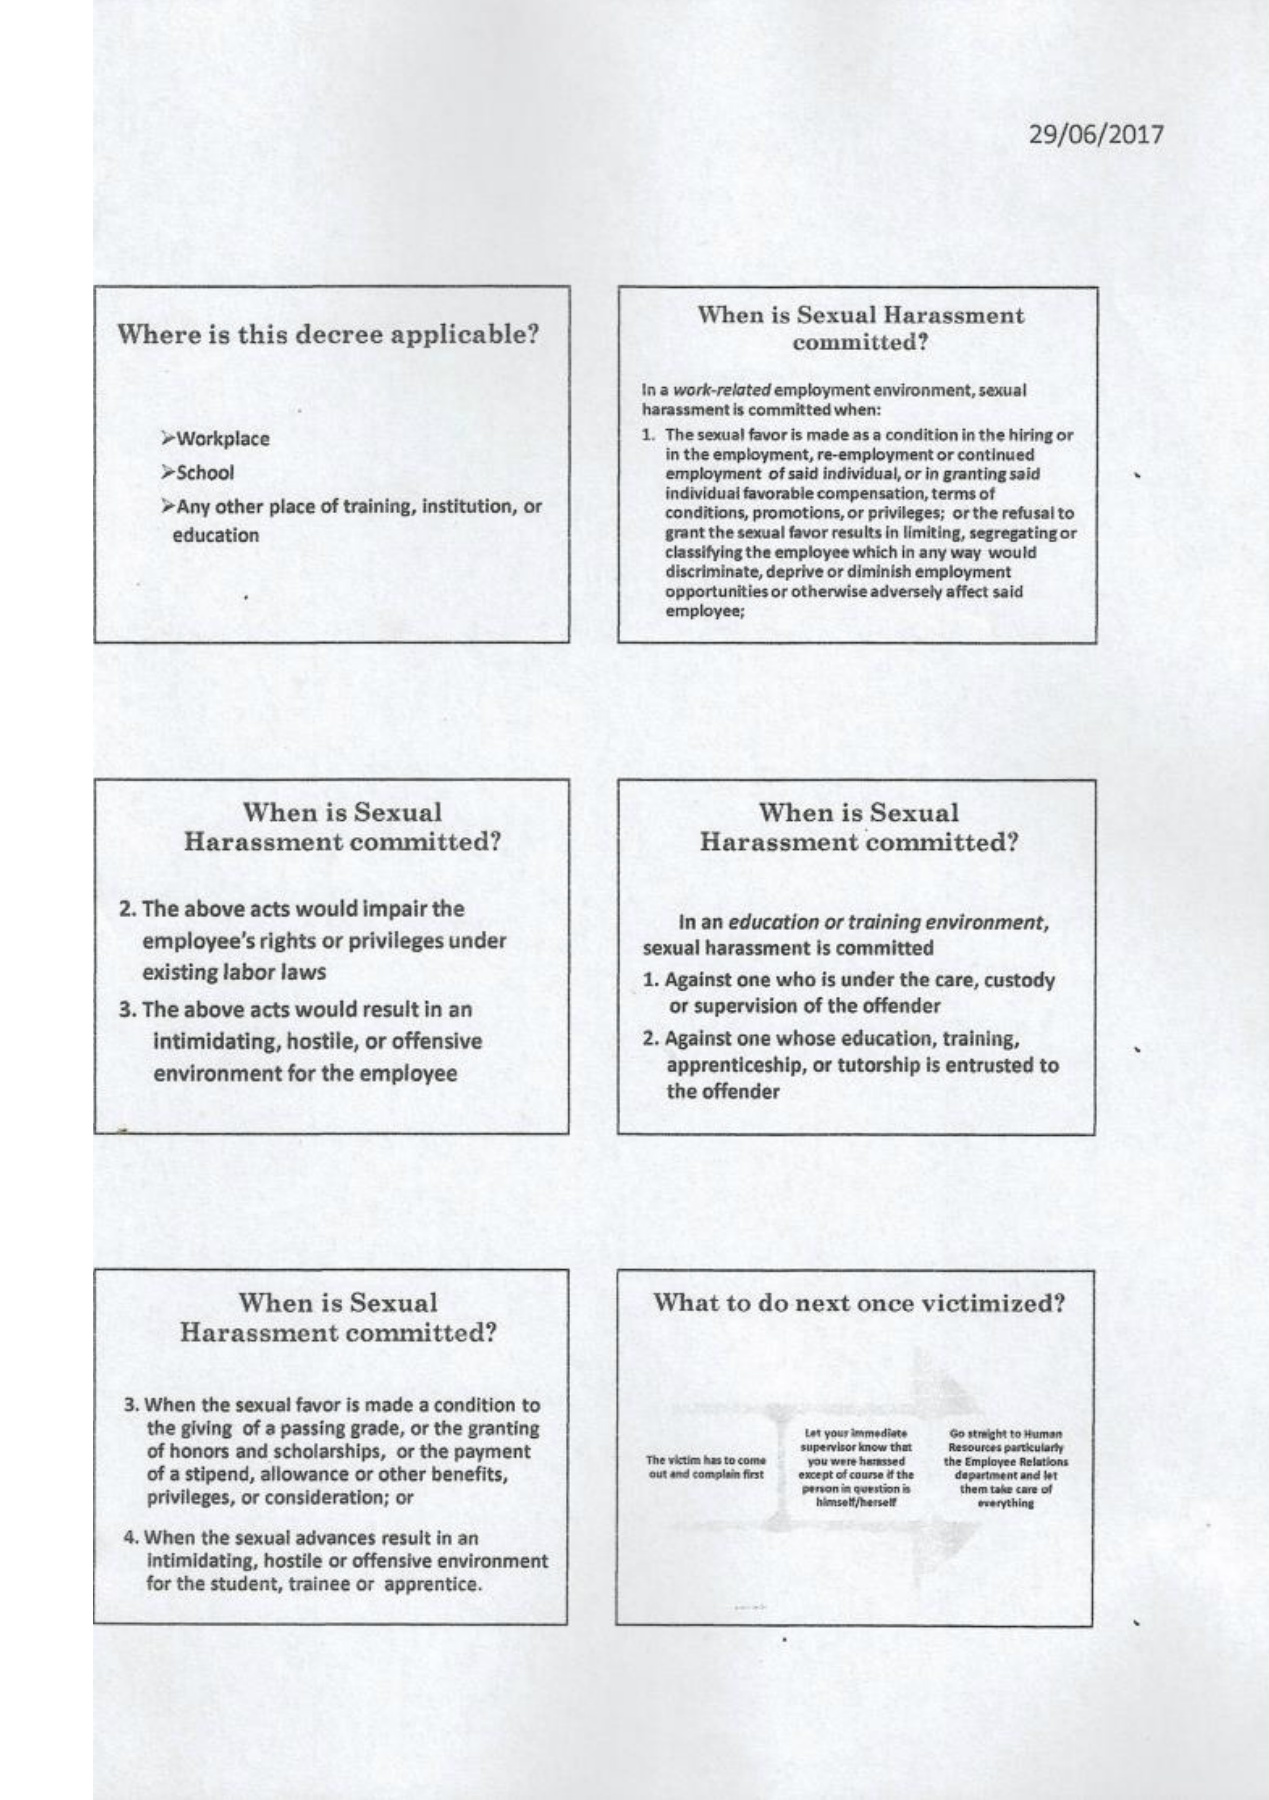 29/06/2017
Where is this decree applicable?
➢Workplace
➢School
➢Any other place of training, institution, or
education
When is Sexual Harassment
committed?
In a work-related employment environment, sexual
harassment is committed when:
1. The sexual favor is made as a condition in the hiring or
in the employment, re-employment or continued
employment of said individual, or in granting said
individual favorable compensation, terms of
conditions, promotions, or privileges; or the refusal to
grant the sexual favor results in limiting, segregating or
classifying the employee which in any way would
discriminate, deprive or diminish employment
opportunities or otherwise adversely affect said
employee;
When is Sexual
Harassment committed?
2. The above acts would impair the
employee's rights or privileges under
existing labor laws
3. The above acts would result in an
intimidating, hostile, or offensive
environment for the employee
When is Sexual
Harassment committed?
In an education or training environment,
sexual harassment is committed
1. Against one who is under the care, custody
or supervision of the offender
2. Against one whose education, training,
apprenticeship, or tutorship is entrusted to
the offender
When is Sexual
Harassment committed?
3. When the sexual favor is made a condition to
the giving of a passing grade, or the granting
of honors and scholarships, or the payment
of a stipend, allowance or other benefits,
privileges, or consideration; or
4. When the sexual advances result in an
intimidating, hostile or offensive environment
for the student, trainee or apprentice.
What to do next once victimized?
The victim has to come
out and complain first
Let your immediate
supervisor know that
you were harassed
except of course if the
person in question is
himself/herself
Go straight to Human
Resources particularly
the Employee Relations
department and let
them take care of
everything